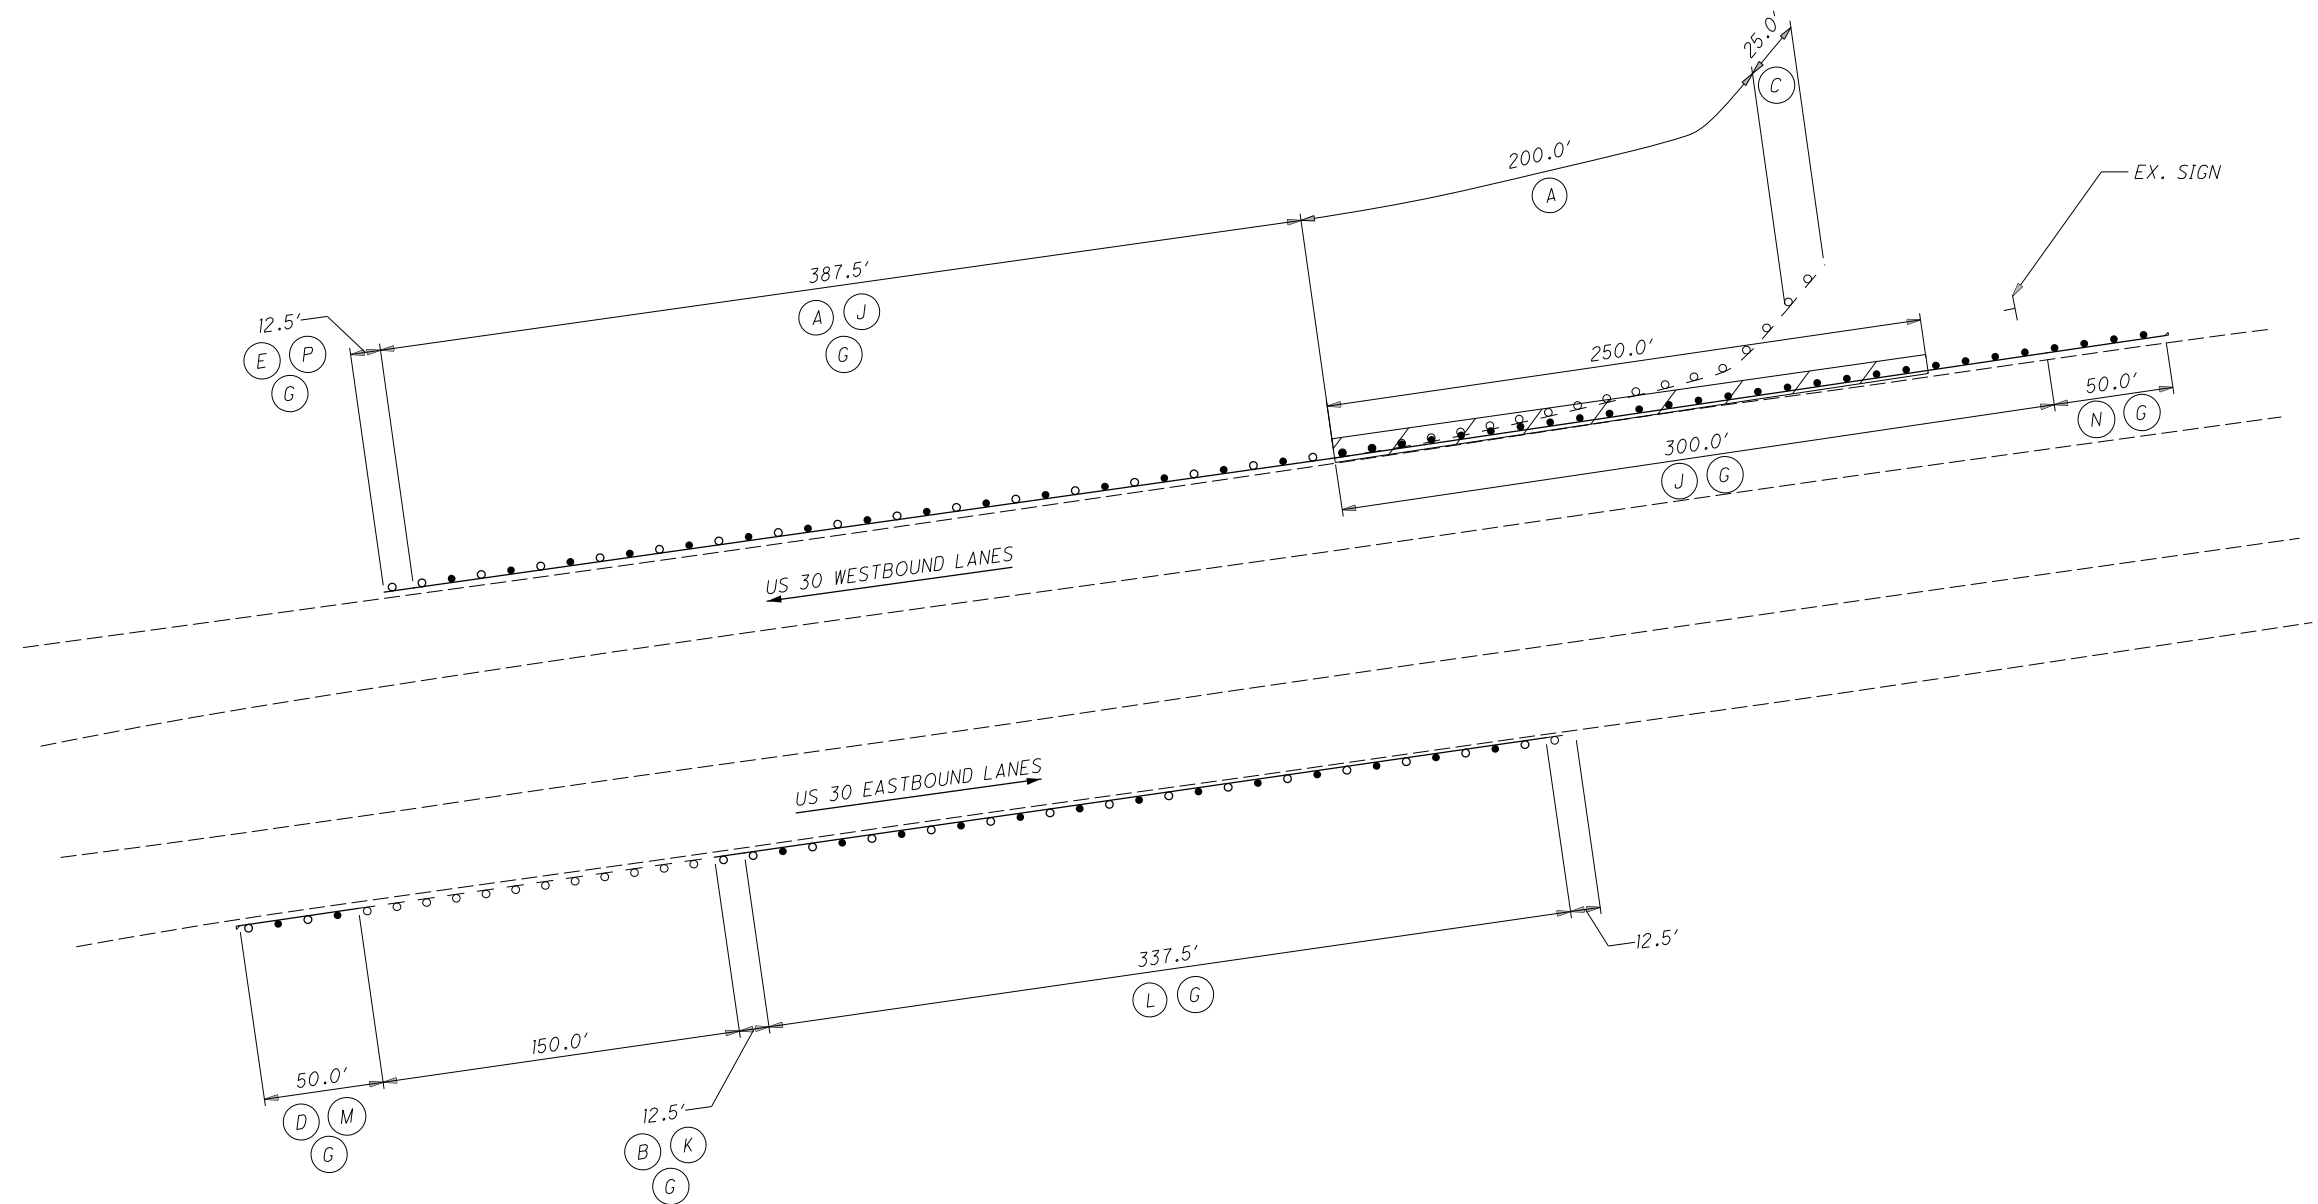 25.0'
C
200.0'
A
EX. SIGN
387.5'
A J
G
12.5'
E P
G
250.0'
50.0'
N G
300.0'
J G
US 30 WESTBOUND LANES
US 30 EASTBOUND LANES
12.5'
337.5'
L G
150.0'
50.0'
D M
G
12.5'
B K
G